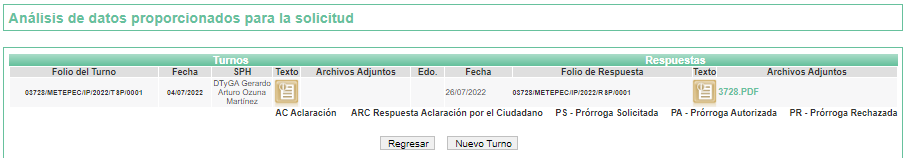 Análisis de datos proporcionados para la solicitud
Turnos Respuestas
Folio del Turno Fecha SPH Texto Archivos Adjuntos Edo. Fecha Folio de Respuesta Texto Archivos Adjuntos
03728/METEPEC/IP/2022/TSP/0001 04/07/2022 DTyGA Gerardo Arturo Ozuna Martínez 26/07/2022 03728/METEPEC/IP/2022/RSP/0001 3728.PDF
AC Aclaración ARC Respuesta Aclaración por el Ciudadano PS - Prórroga Solicitada PA - Prórroga Autorizada PR - Prórroga Rechazada
Regresar Nuevo Turno